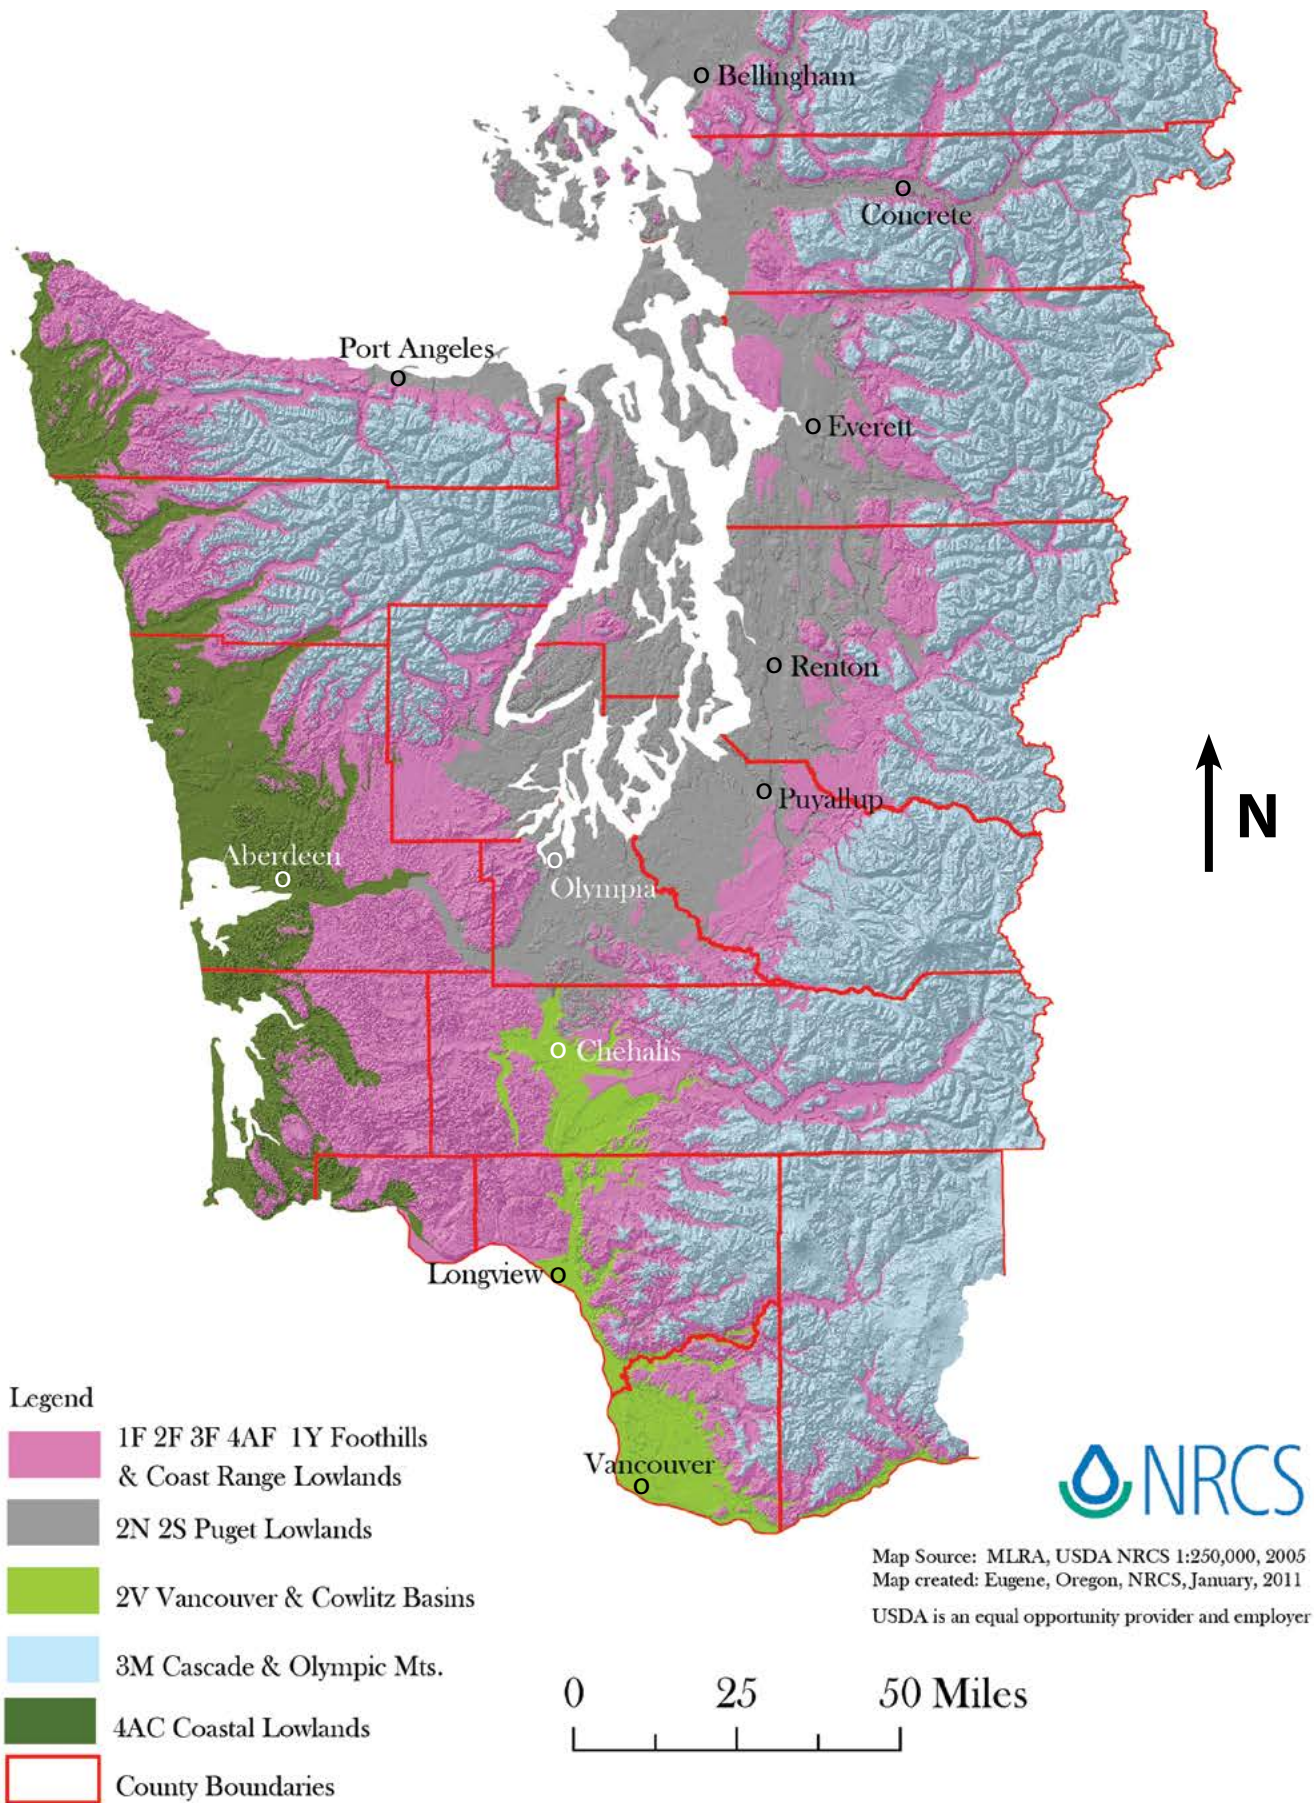 Bellingham
Concrete
Port Angeles
Everett
Renton
Puyallup
N
Aberdeen
Olympia
Chehalis
Longview
Vancouver
Legend
1F 2F 3F 4AF 1Y Foothills
& Coast Range Lowlands
2N 2S Puget Lowlands
2V Vancouver & Cowlitz Basins
3M Cascade & Olympic Mts.
4AC Coastal Lowlands
County Boundaries
NRCS
Map Source: MLRA, USDA NRCS 1:250,000, 2005
Map created: Eugene, Oregon, NRCS, January, 2011
USDA is an equal opportunity provider and employer
0 25 50 Miles